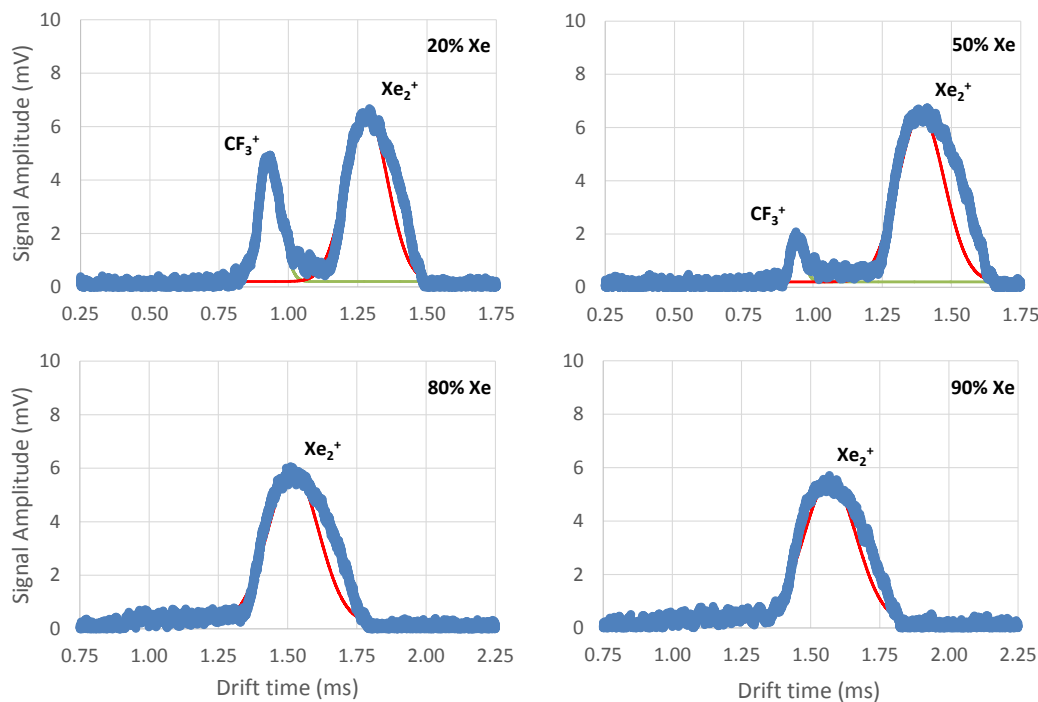 Signal Amplitude (mV)
10
8
6
4
2
0
20% Xe
CF₃⁺
Xe₂⁺
0.25 0.50 0.75 1.00 1.25 1.50 1.75
10
8
6
4
2
0
50% Xe
CF₃⁺
Xe₂⁺
0.25 0.50 0.75 1.00 1.25 1.50 1.75
Signal Amplitude (mV)
10
8
6
4
2
0
80% Xe
Xe₂⁺
0.75 1.00 1.25 1.50 1.75 2.00 2.25
Drift time (ms)
10
8
6
4
2
0
90% Xe
Xe₂⁺
0.75 1.00 1.25 1.50 1.75 2.00 2.25
Drift time (ms)